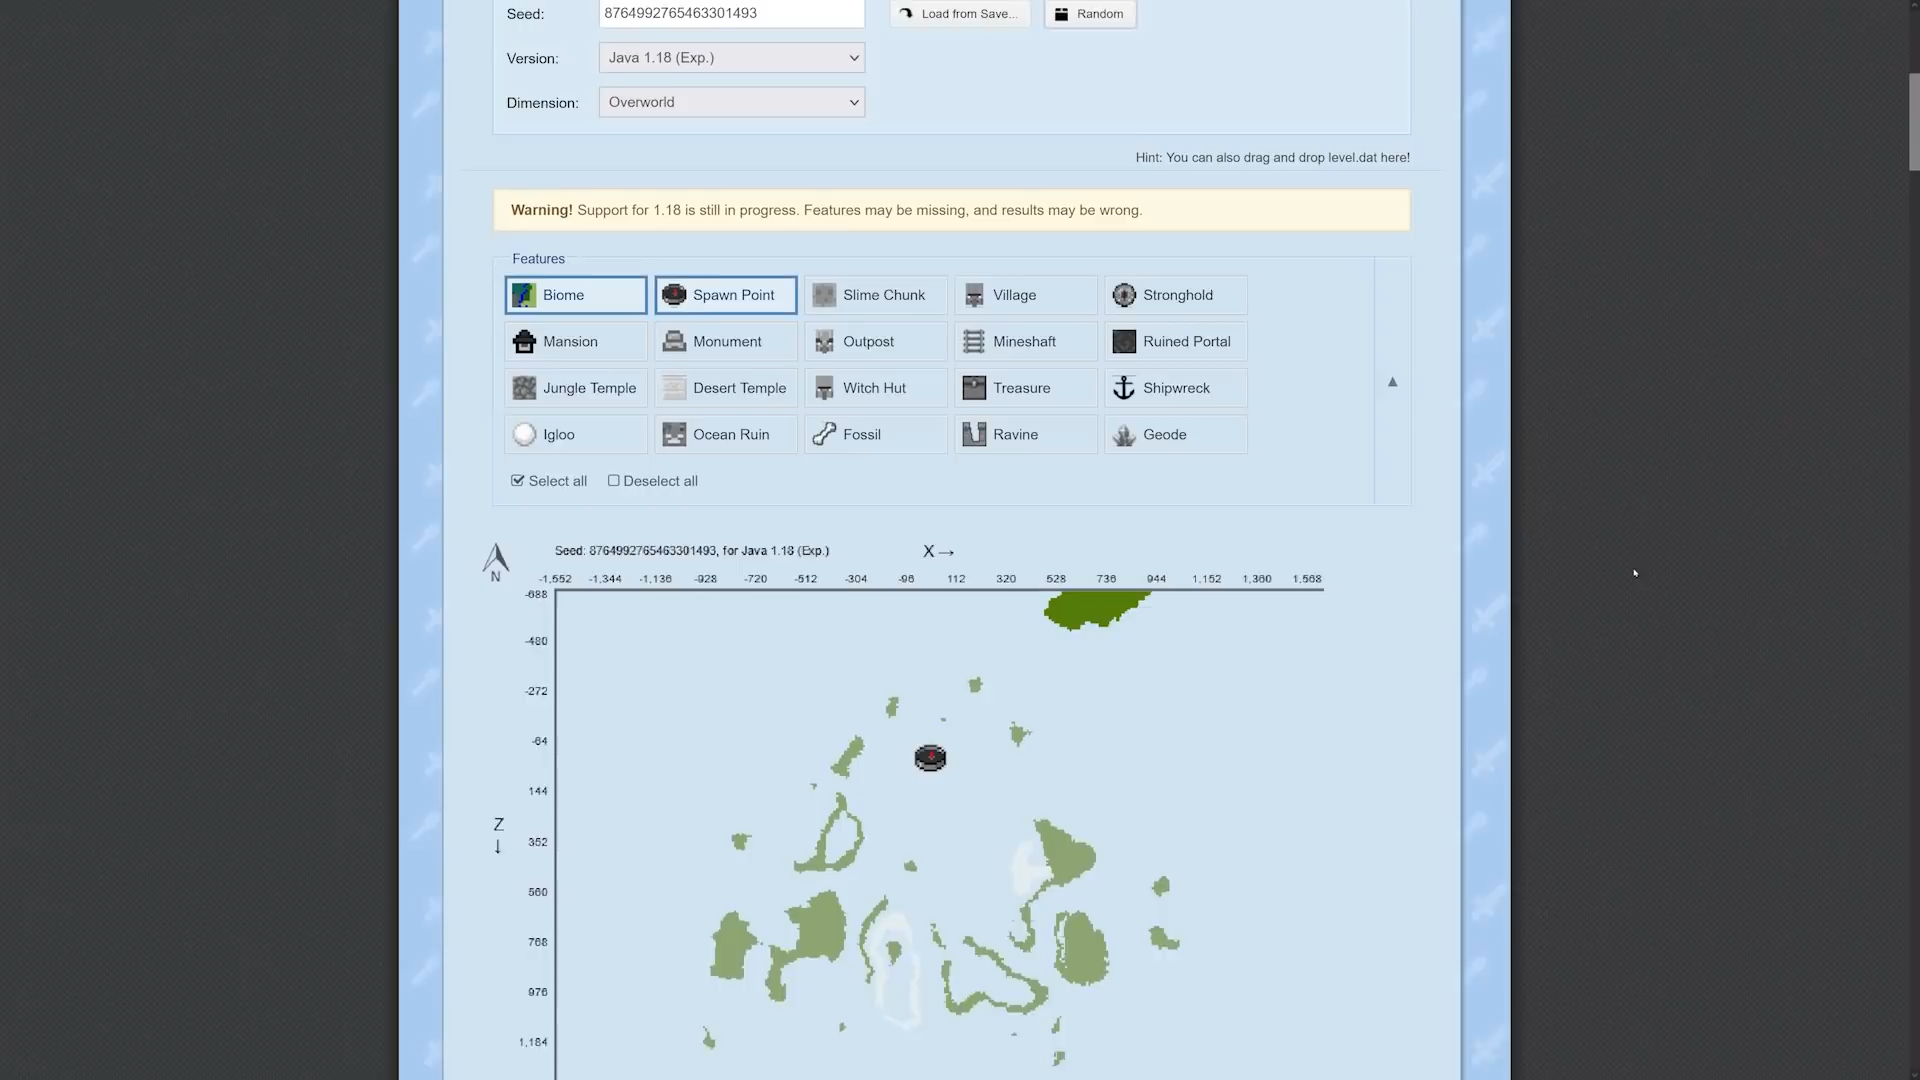 Seed: 8764992765463301493 Load from Save... Random
Version: Java 1.18 (Exp.)
Dimension: Overworld
Hint: You can also drag and drop level.dat here!
Warning! Support for 1.18 is still in progress. Features may be missing, and results may be wrong.
Features
Biome Spawn Point Slime Chunk Village Stronghold
Mansion Monument Outpost Mineshaft Ruined Portal
Jungle Temple Desert Temple Witch Hut Treasure Shipwreck
Igloo Ocean Ruin Fossil Ravine Geode
Select all Deselect all
Seed: 8764992765463301493, for Java 1.18 (Exp.) X →
N
-1,552 -1,344 -1,136 -928 -720 -512 -304 -96 112 320 528 736 944 1,152 1,360 1,568
-688
-480
-272
-64
144
Z
↓
352
560
768
976
1,184